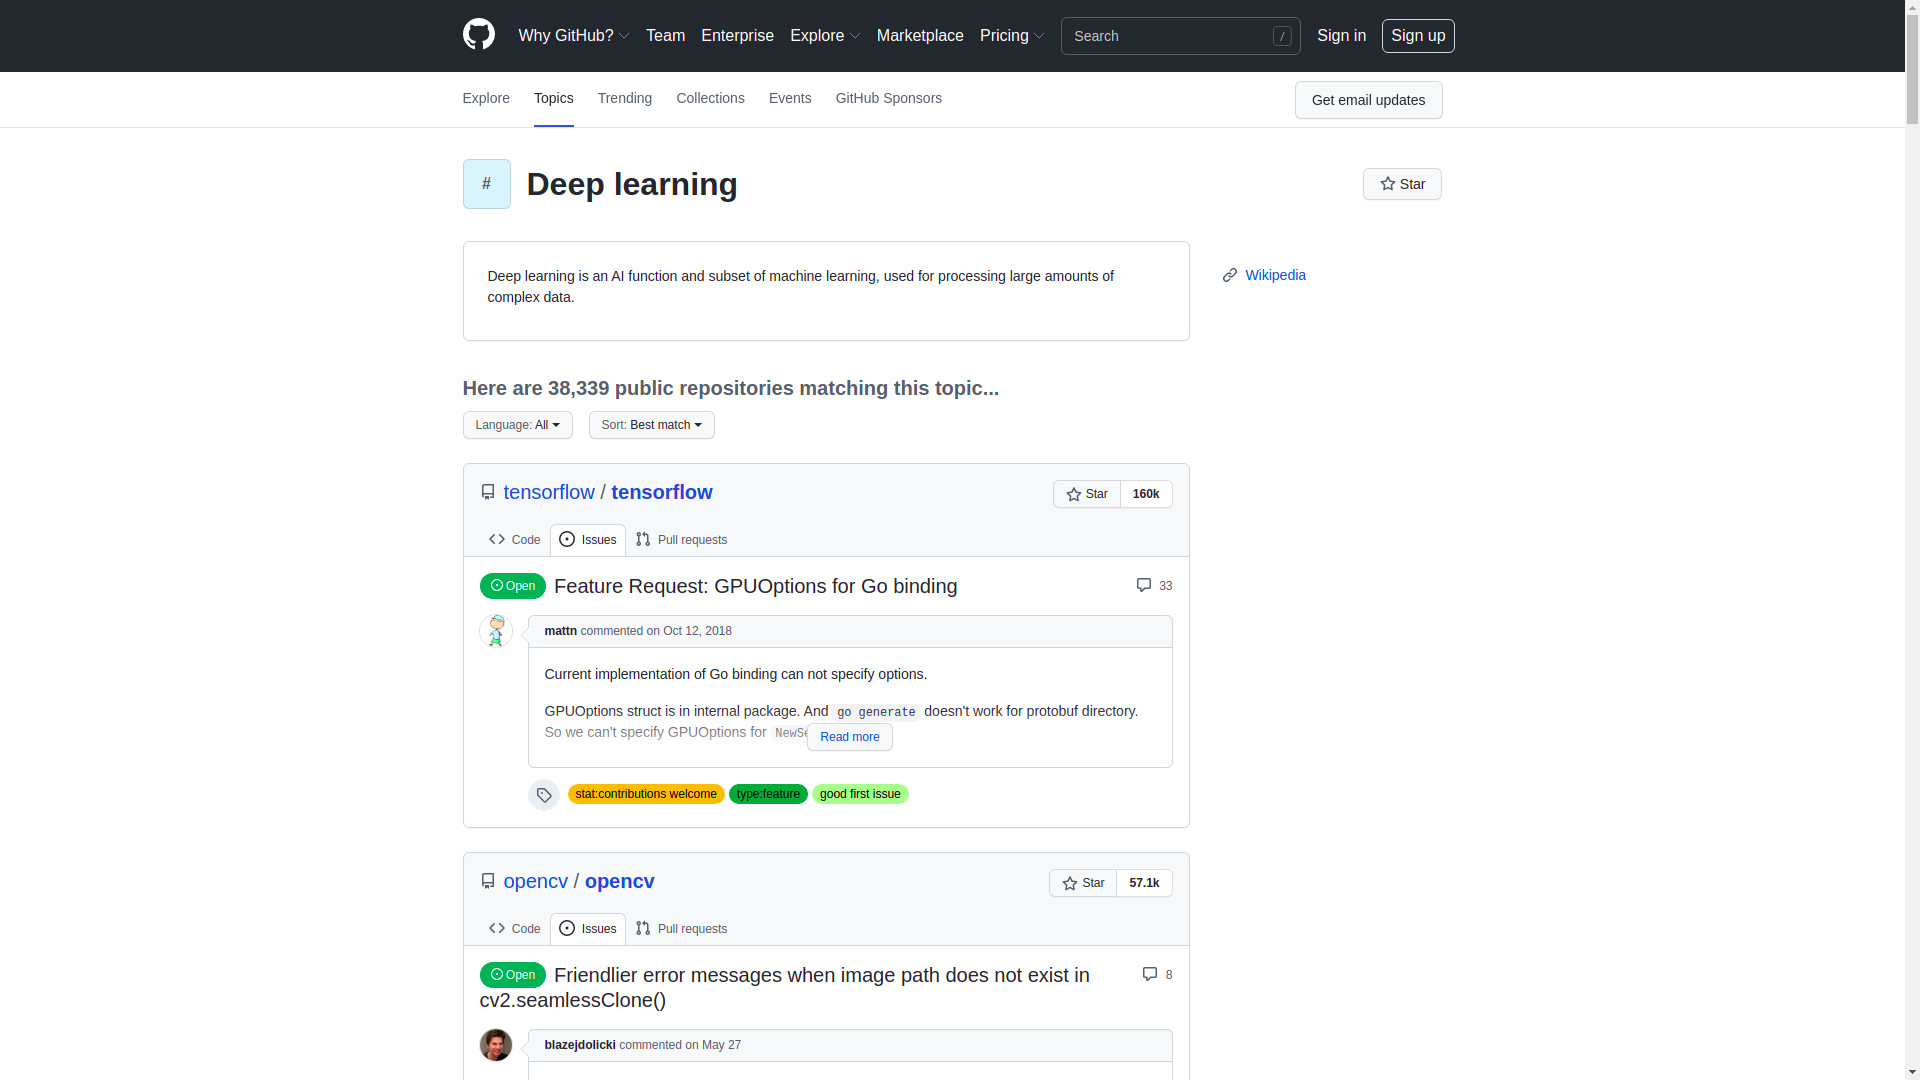 Why GitHub? Team Enterprise Explore Marketplace Pricing Search / Sign in Sign up
Explore Topics Trending Collections Events GitHub Sponsors Get email updates
# Deep learning Star
Deep learning is an AI function and subset of machine learning, used for processing large amounts of
complex data.
Wikipedia
Here are 38,339 public repositories matching this topic...
Language: All Sort: Best match
tensorflow / tensorflow Star 160k
Code Issues Pull requests
Open Feature Request: GPUOptions for Go binding 33
mattn commented on Oct 12, 2018
Current implementation of Go binding can not specify options.
GPUOptions struct is in internal package. And go generate doesn't work for protobuf directory.
So we can't specify GPUOptions for
Read more
stat:contributions welcome type:feature good first issue
opencv / opencv Star 57.1k
Code Issues Pull requests
Open Friendlier error messages when image path does not exist in 8
cv2.seamlessClone()
blazejdolicki commented on May 27